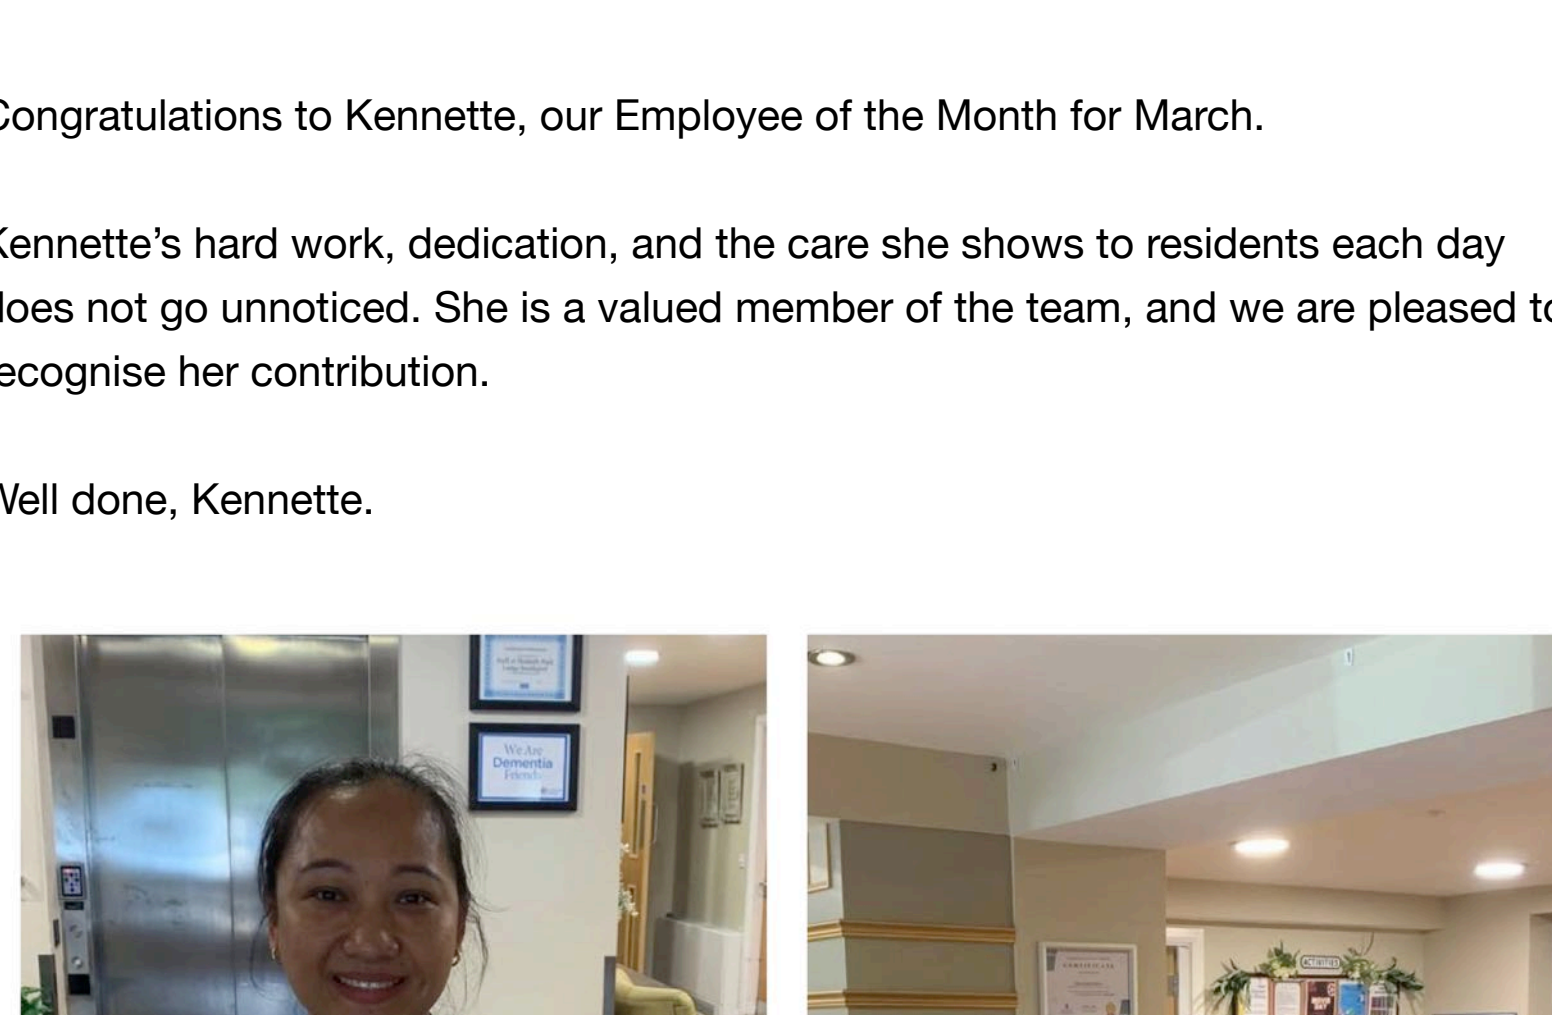 Congratulations to Kennette, our Employee of the Month for March.
Kennette’s hard work, dedication, and the care she shows to residents each day
does not go unnoticed. She is a valued member of the team, and we are pleased to
recognise her contribution.
Well done, Kennette.
We Are
Dementia
Friends
CERTIFICATE
ACTIVITIES